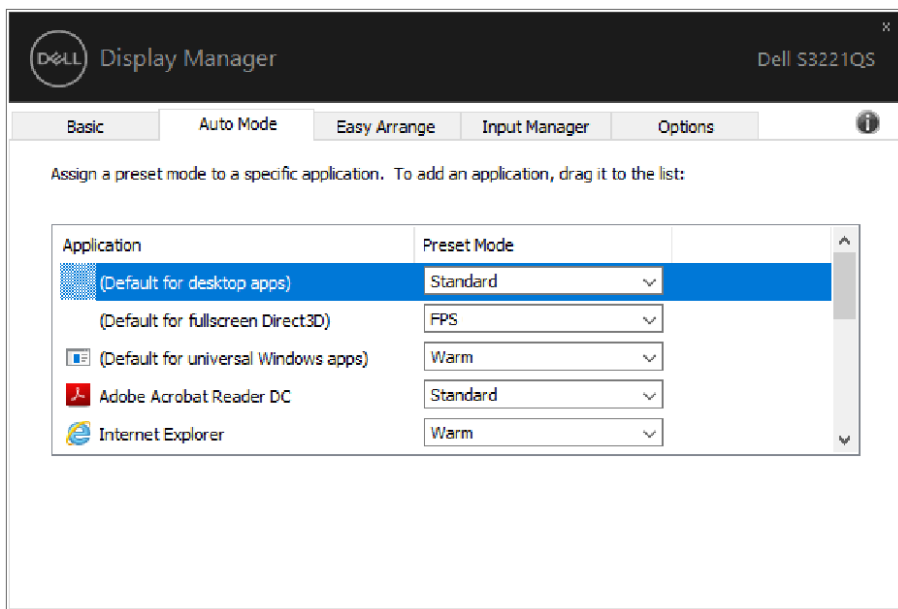 x
DELL Display Manager Dell S3221QS
Basic Auto Mode Easy Arrange Input Manager Options i
Assign a preset mode to a specific application. To add an application, drag it to the list:
Application Preset Mode
(Default for desktop apps) Standard
(Default for fullscreen Direct3D) FPS
(Default for universal Windows apps) Warm
Adobe Acrobat Reader DC Standard
Internet Explorer Warm